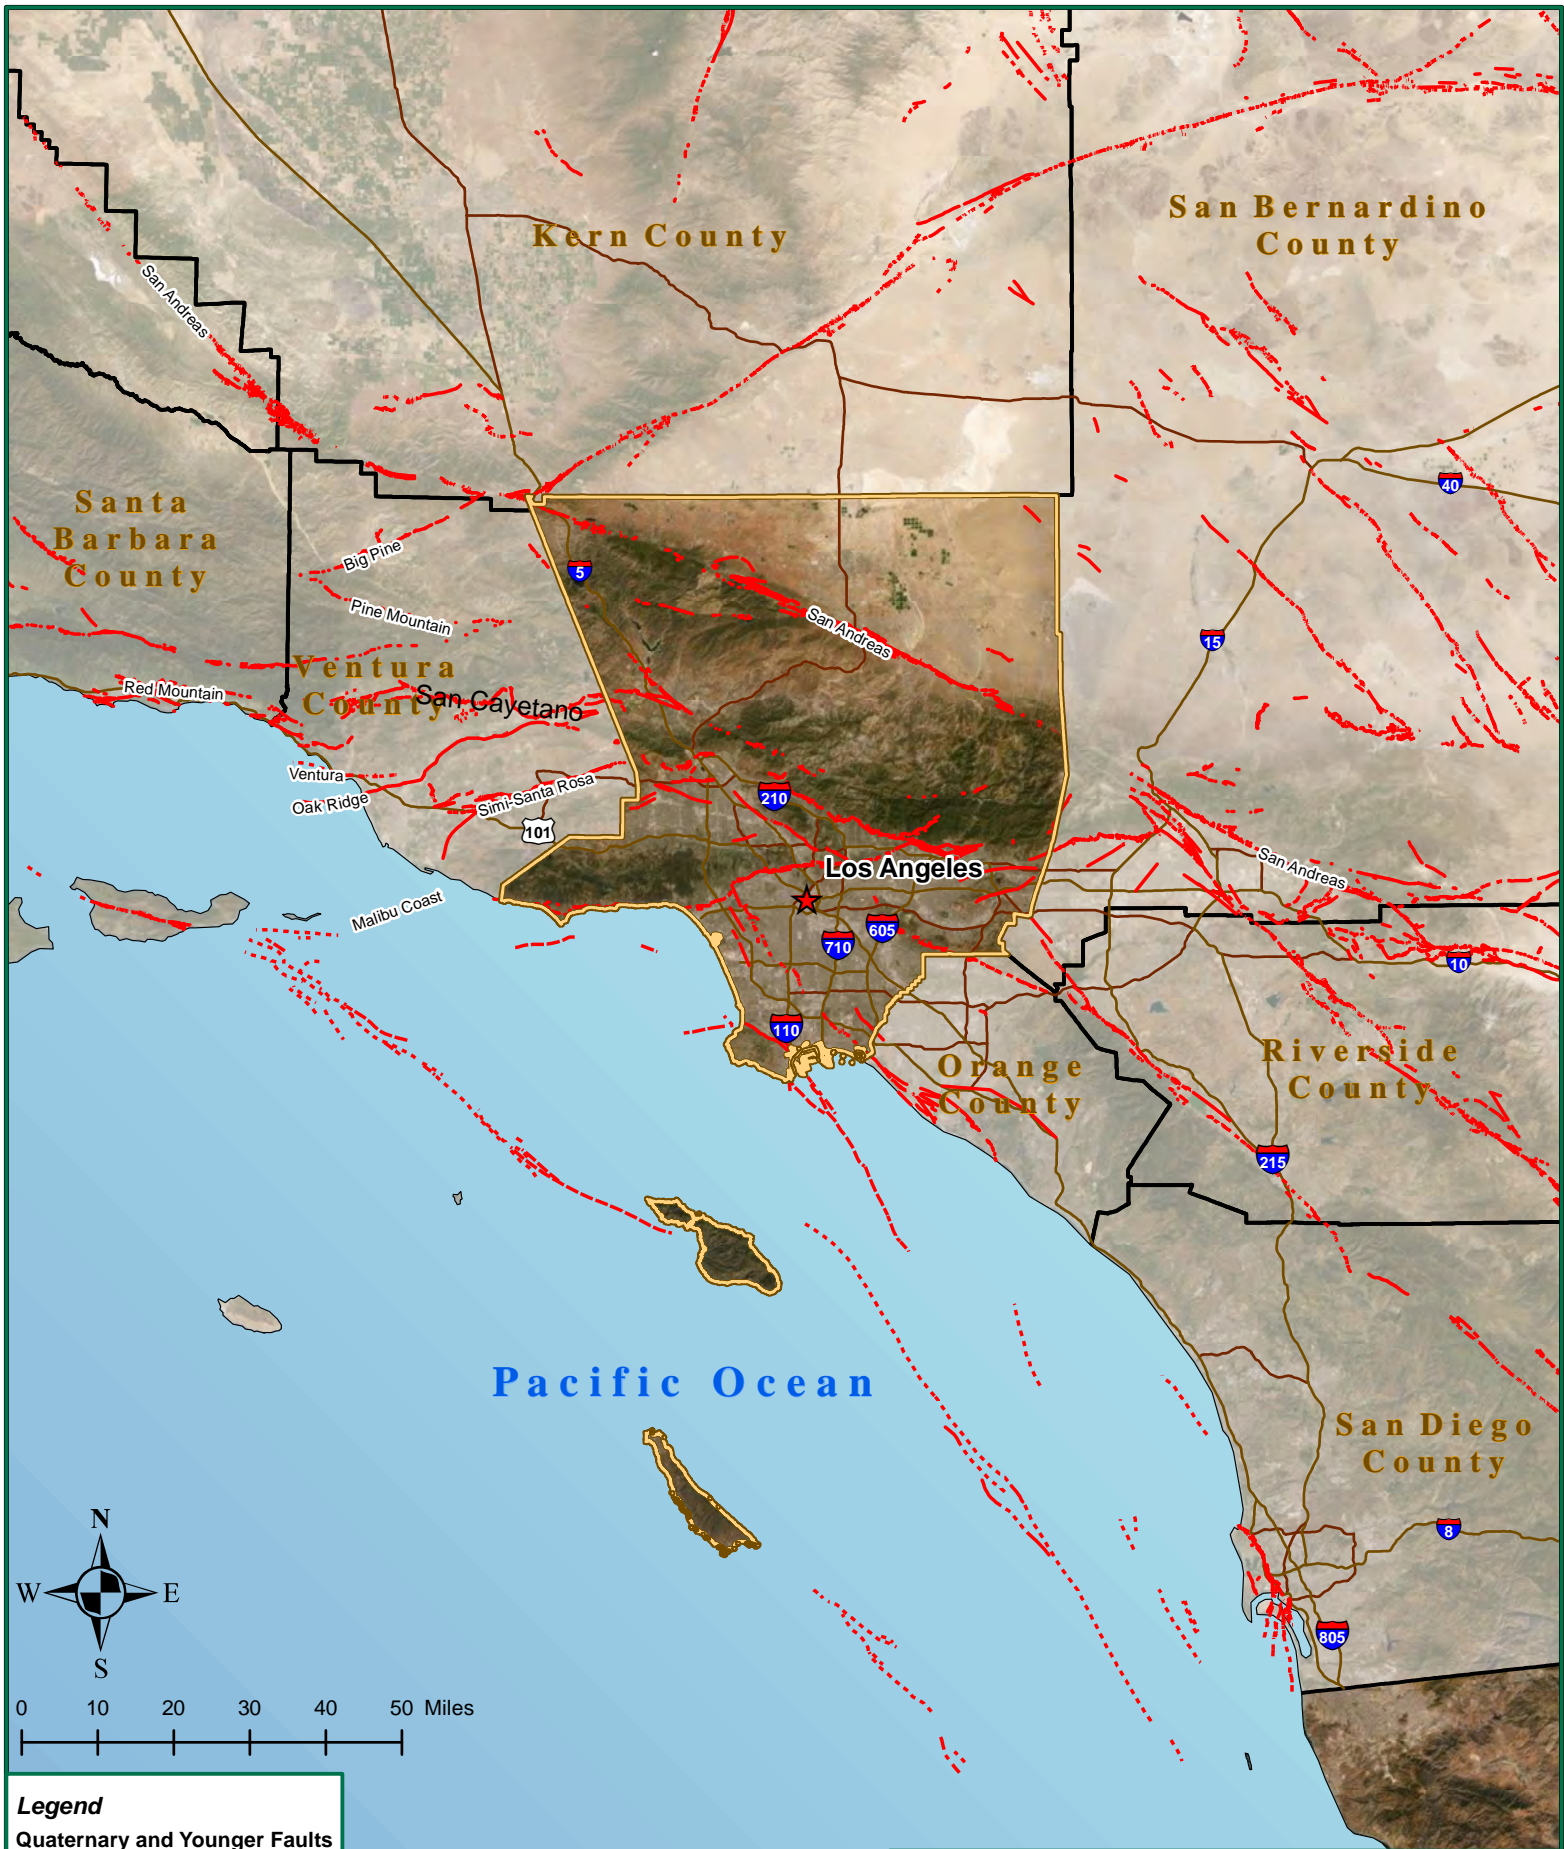 San Bernardino
County
Kern County
San Andreas
Santa
Barbara
County
40
Big Pine
5
Pine Mountain
San Andreas
15
Ventura
County
Red Mountain
San Cayetano
Ventura
Oak Ridge
Simi-Santa Rosa
210
101
Los Angeles
San Andreas
Malibu Coast
605
710
10
110
Orange
County
Riverside
County
215
Pacific Ocean
San Diego
County
N
8
W
E
S
805
0 10 20 30 40 50 Miles
Legend
Quaternary and Younger Faults